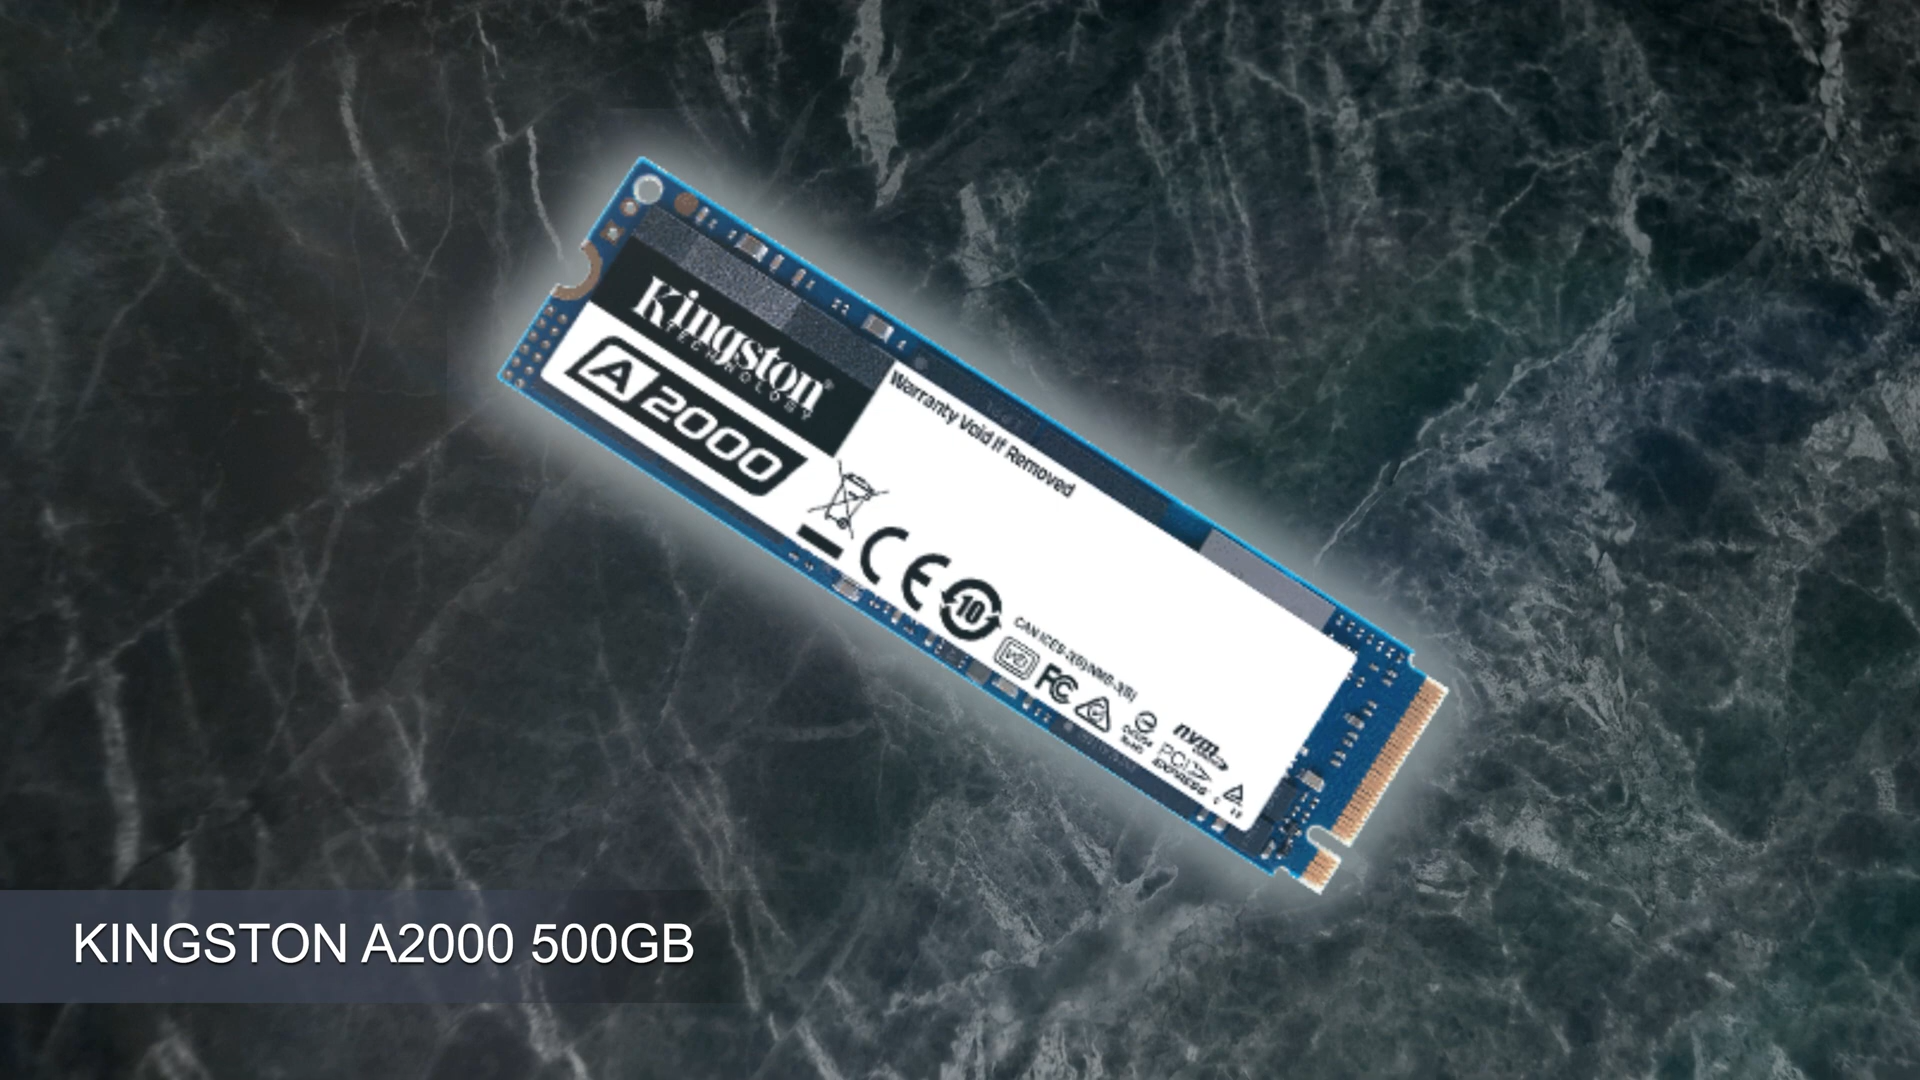 Kingston
TECHNOLOGY
A2000
Warranty Void If Removed
CE
10
CAN ICES-3(B)/NMB-3(B)
FC
nvm
PCI
EXPRESS
KINGSTON A2000 500GB